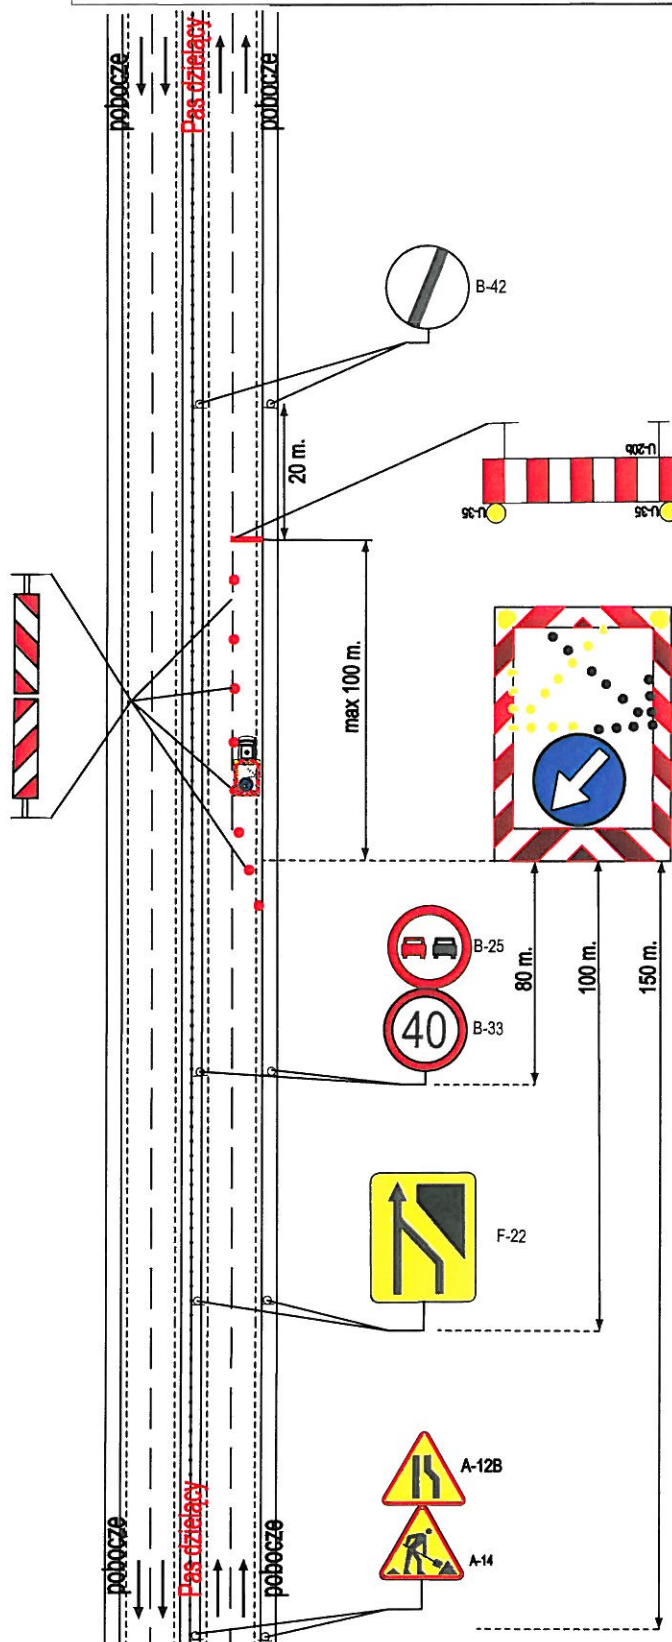 pobocze
Pas dzielący
pobocze
B-42
20 m.
U-20b
U-35
U-35
max 100 m.
B-25
40
B-33
80 m.
100 m.
150 m.
F-22
A-12B
A-14
pobocze
Pas dzielący
pobocze